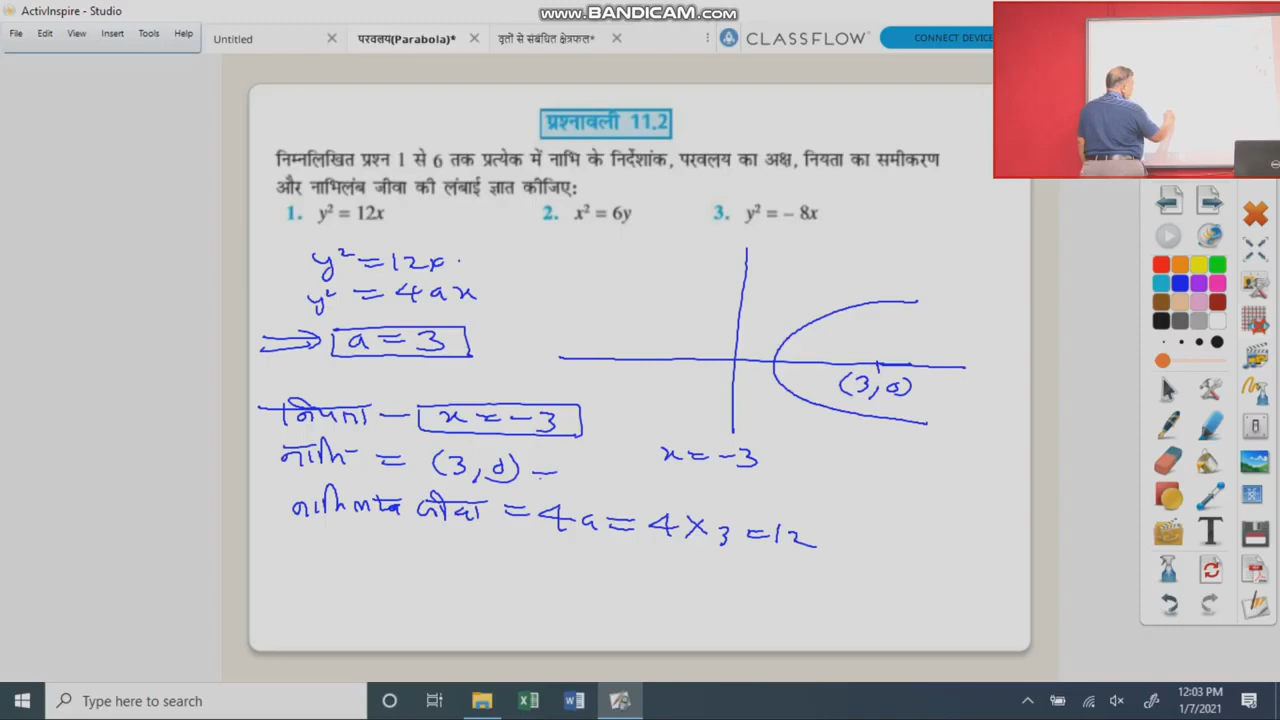 www.BANDICAM.com
ActivInspire - Studio
File Edit View Insert Tools Help
Untitled
परवलय(Parabola)*
वृतों से संबंधित क्षेत्रफल*
CLASSFLOW
CONNECT DEVICE
प्रश्नावली 11.2
निम्नलिखित प्रश्न 1 से 6 तक प्रत्येक में नाभि के निर्देशांक, परवलय का अक्ष, नियता का समीकरण
और नाभिलंब जीवा की लंबाई ज्ञात कीजिए:
1. y² = 12x 2. x² = 6y 3. y² = – 8x
y² = 12x
y² = 4ax
⇒ a = 3
(3, 0)
नियता – x = -3
x = -3
नाभि = (3, 0) –
नाभिलंब जीवा = 4a = 4 × 3 = 12
T
Type here to search
12:03 PM
1/7/2021